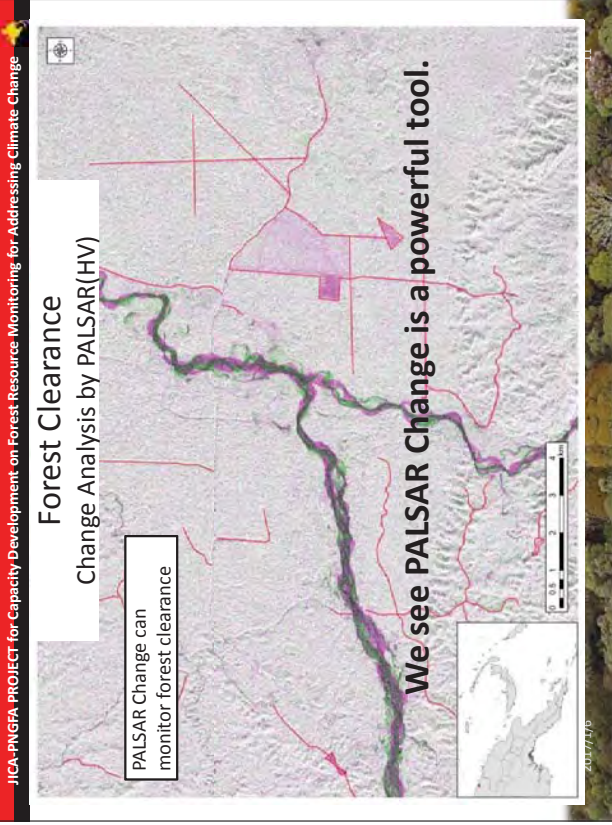 JICA-PNGFA PROJECT for Capacity Development on Forest Resource Monitoring for Addressing Climate Change
Forest Clearance
Change Analysis by PALSAR(HV)
PALSAR Change can
monitor forest clearance
We see PALSAR Change is a powerful tool.
0 0.5 1 2 3 4
km
2017/1/6
11